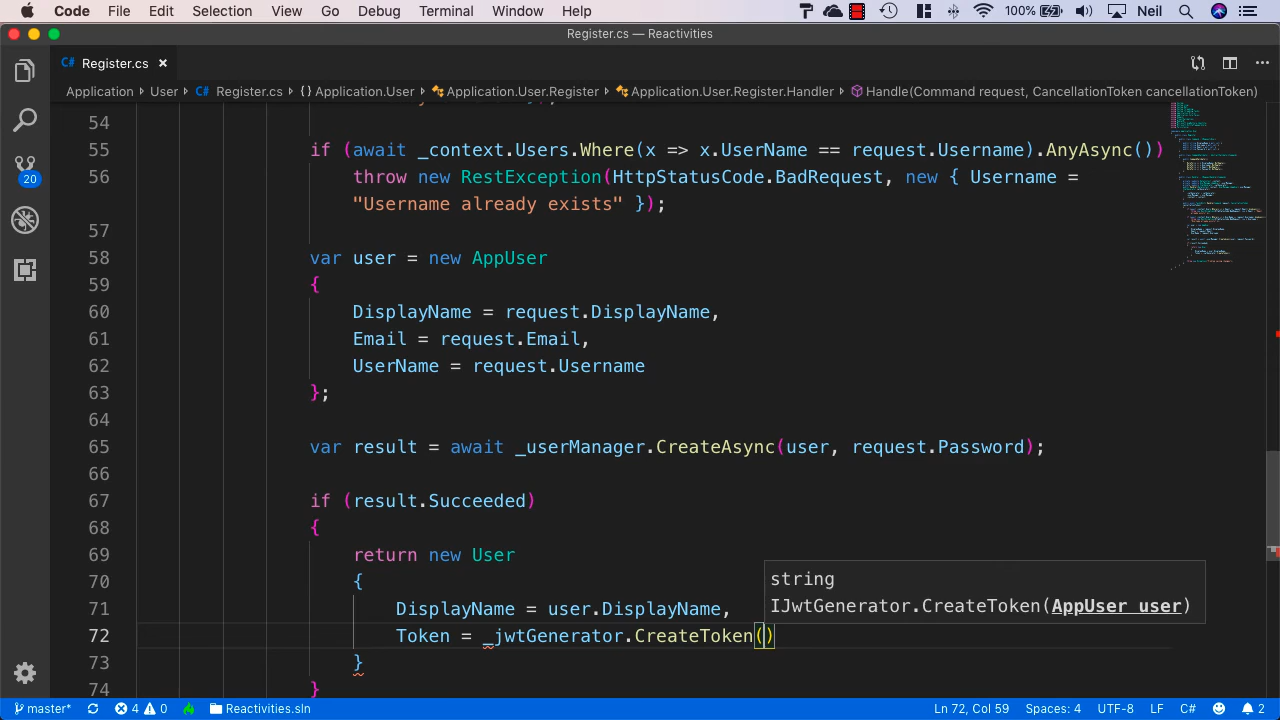 Code File Edit Selection View Go Debug Terminal Window Help 100% Neil
Register.cs — Reactivities
C# Register.cs ×
Application > User > C# Register.cs > {} Application.User > Application.User.Register > Application.User.Register.Handler > Handle(Command request, CancellationToken cancellationToken)
54
55 if (await _context.Users.Where(x => x.UserName == request.Username).AnyAsync())
56 throw new RestException(HttpStatusCode.BadRequest, new { Username =
"Username already exists" });
57
58 var user = new AppUser
59 {
60 DisplayName = request.DisplayName,
61 Email = request.Email,
62 UserName = request.Username
63 };
64
65 var result = await _userManager.CreateAsync(user, request.Password);
66
67 if (result.Succeeded)
68 {
69 return new User
70 {
string
IJwtGenerator.CreateToken(AppUser user)
71 DisplayName = user.DisplayName,
72 Token = _jwtGenerator.CreateToken()
73 }
74 }
20
master* 4 0 Reactivities.sln Ln 72, Col 59 Spaces: 4 UTF-8 LF C# 2